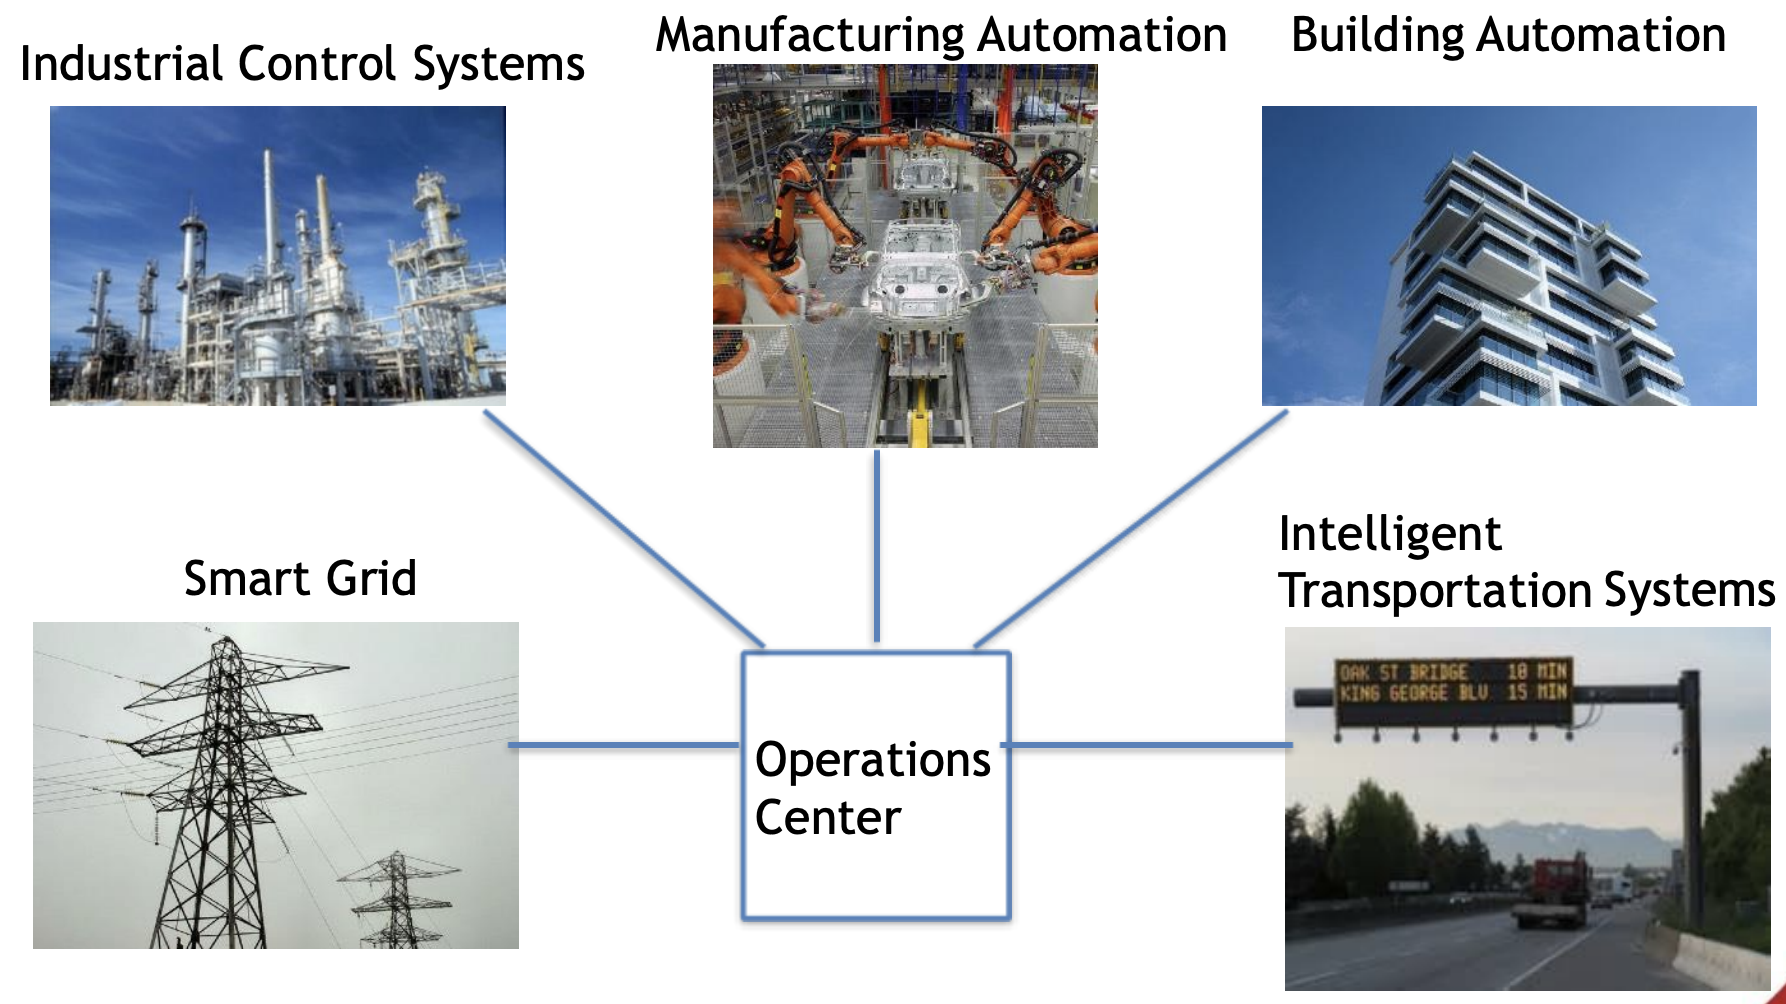 Industrial Control Systems
Manufacturing Automation
Building Automation
Smart Grid
Intelligent
Transportation Systems
OAK ST BRIDGE 10 MIN
KING GEORGE BLV 15 MIN
Operations
Center